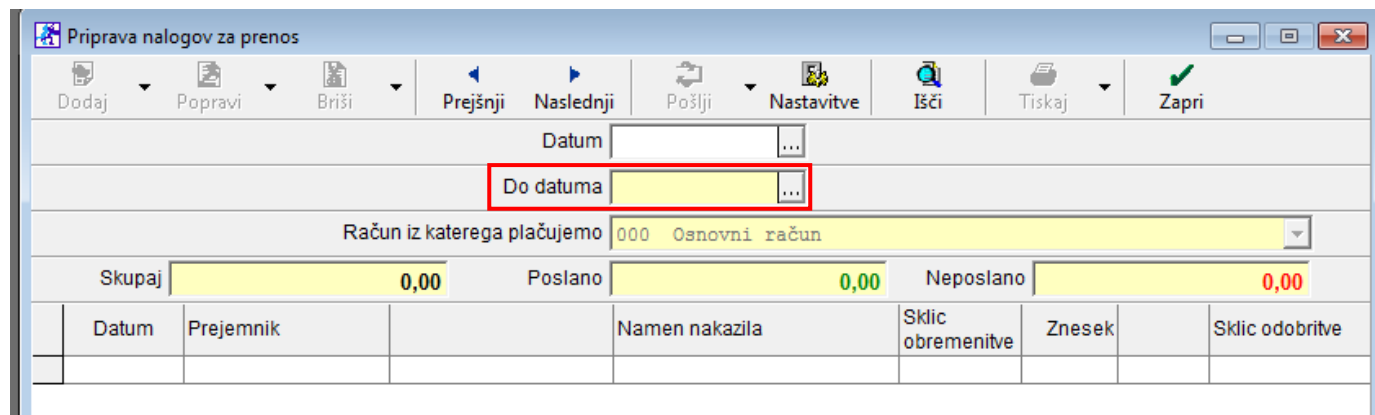 Priprava nalogov za prenos
Dodaj Popravi Briši Prejšnji Naslednji Pošlji Nastavitve Išči Tiskaj Zapri
Datum ...
Do datuma ...
Račun iz katerega plačujemo 000 Osnovni račun
Skupaj 0,00 Poslano 0,00 Neposlano 0,00
Datum Prejemnik Namen nakazila Sklic obremenitve Znesek Sklic odobritve